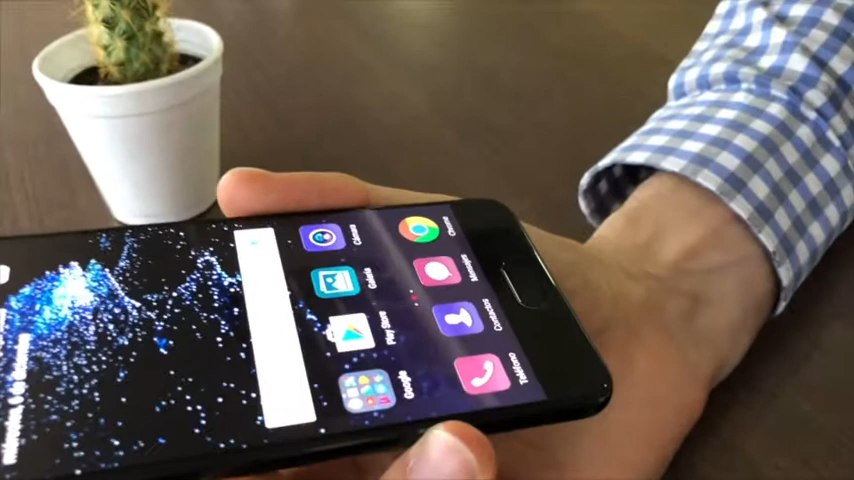 Cámara
Galería
Play Store
Google
Chrome
Mensajes
Contactos
Teléfono